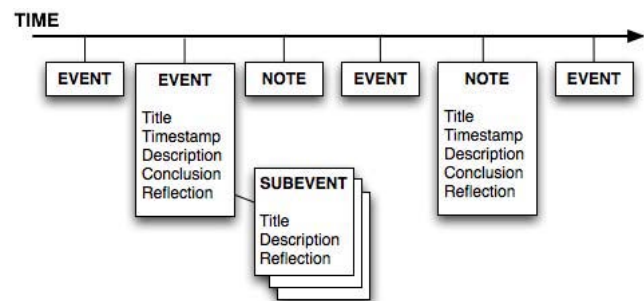 TIME
EVENT
EVENT
Title
Timestamp
Description
Conclusion
Reflection
NOTE
EVENT
NOTE
Title
Timestamp
Description
Conclusion
Reflection
EVENT
SUBEVENT
Title
Description
Reflection